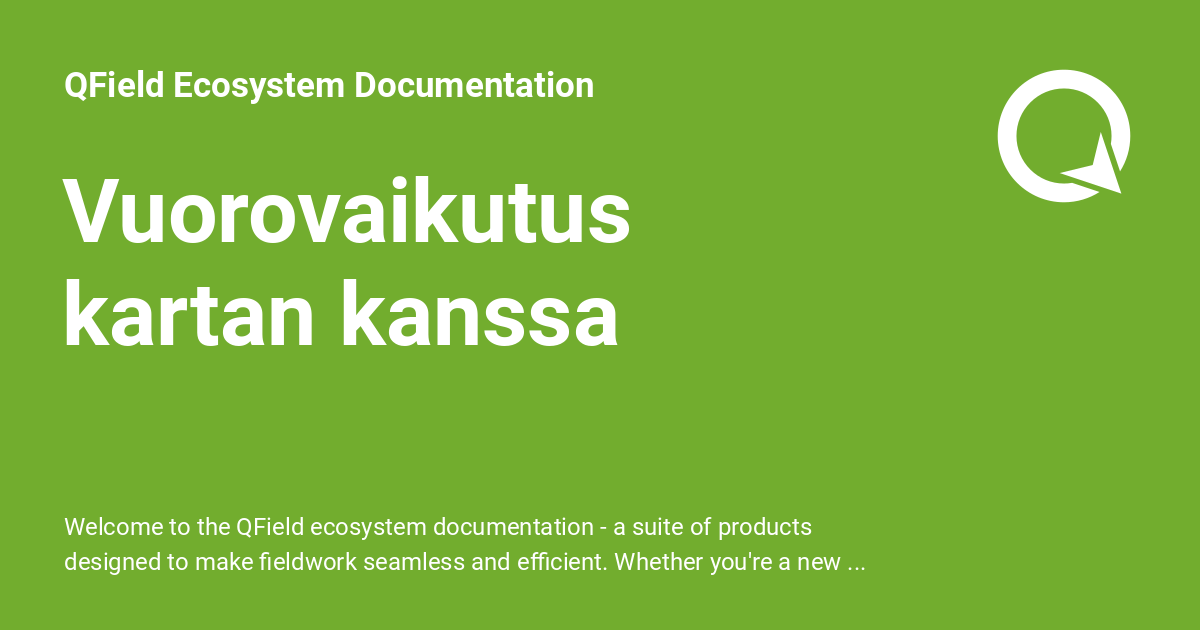 QField Ecosystem Documentation
Vuorovaikutus
kartan kanssa
Welcome to the QField ecosystem documentation - a suite of products
designed to make fieldwork seamless and efficient. Whether you're a new ...